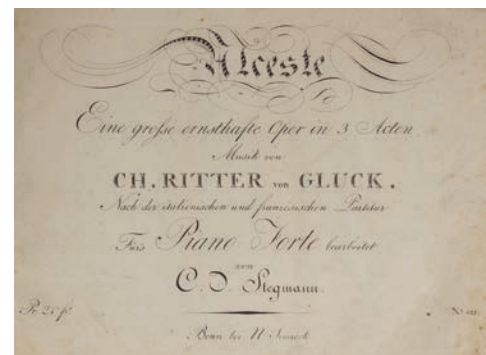 Alceste
Eine große ernsthafte Oper in 3 Acten
Musik von
CH. RITTER von GLUCK.
Nach der italienischen und französischen Partitur
Fürs Piano Forte bearbeitet
von
C. D. Stegmann.
Bonn bei N. Simrock